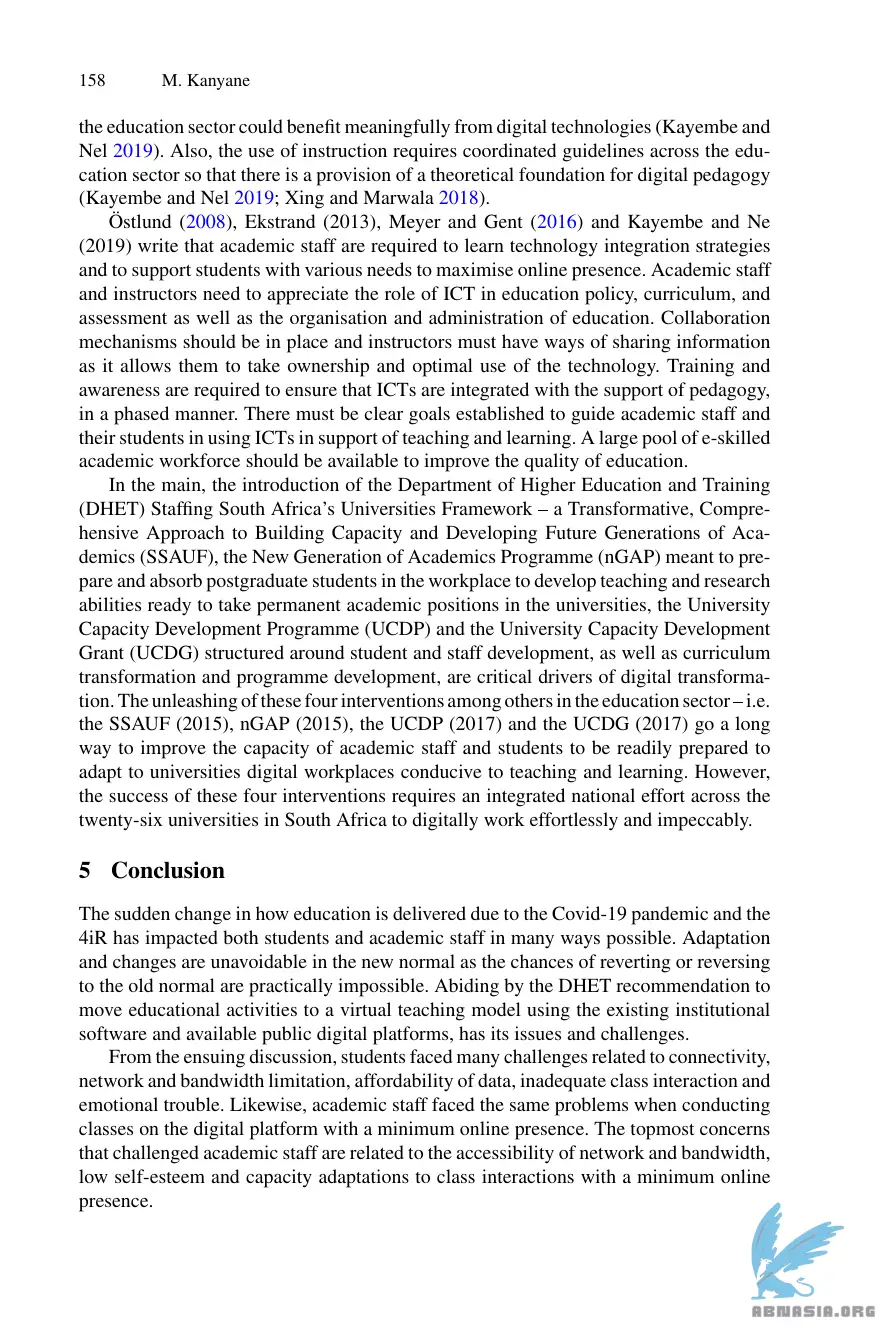 158 M. Kanyane
the education sector could benefit meaningfully from digital technologies (Kayembe and
Nel 2019). Also, the use of instruction requires coordinated guidelines across the edu-
cation sector so that there is a provision of a theoretical foundation for digital pedagogy
(Kayembe and Nel 2019; Xing and Marwala 2018).
Östlund (2008), Ekstrand (2013), Meyer and Gent (2016) and Kayembe and Ne
(2019) write that academic staff are required to learn technology integration strategies
and to support students with various needs to maximise online presence. Academic staff
and instructors need to appreciate the role of ICT in education policy, curriculum, and
assessment as well as the organisation and administration of education. Collaboration
mechanisms should be in place and instructors must have ways of sharing information
as it allows them to take ownership and optimal use of the technology. Training and
awareness are required to ensure that ICTs are integrated with the support of pedagogy,
in a phased manner. There must be clear goals established to guide academic staff and
their students in using ICTs in support of teaching and learning. A large pool of e-skilled
academic workforce should be available to improve the quality of education.
In the main, the introduction of the Department of Higher Education and Training
(DHET) Staffing South Africa's Universities Framework – a Transformative, Compre-
hensive Approach to Building Capacity and Developing Future Generations of Aca-
demics (SSAUF), the New Generation of Academics Programme (nGAP) meant to pre-
pare and absorb postgraduate students in the workplace to develop teaching and research
abilities ready to take permanent academic positions in the universities, the University
Capacity Development Programme (UCDP) and the University Capacity Development
Grant (UCDG) structured around student and staff development, as well as curriculum
transformation and programme development, are critical drivers of digital transforma-
tion. The unleashing of these four interventions among others in the education sector – i.e.
the SSAUF (2015), nGAP (2015), the UCDP (2017) and the UCDG (2017) go a long
way to improve the capacity of academic staff and students to be readily prepared to
adapt to universities digital workplaces conducive to teaching and learning. However,
the success of these four interventions requires an integrated national effort across the
twenty-six universities in South Africa to digitally work effortlessly and impeccably.
5 Conclusion
The sudden change in how education is delivered due to the Covid-19 pandemic and the
4iR has impacted both students and academic staff in many ways possible. Adaptation
and changes are unavoidable in the new normal as the chances of reverting or reversing
to the old normal are practically impossible. Abiding by the DHET recommendation to
move educational activities to a virtual teaching model using the existing institutional
software and available public digital platforms, has its issues and challenges.
From the ensuing discussion, students faced many challenges related to connectivity,
network and bandwidth limitation, affordability of data, inadequate class interaction and
emotional trouble. Likewise, academic staff faced the same problems when conducting
classes on the digital platform with a minimum online presence. The topmost concerns
that challenged academic staff are related to the accessibility of network and bandwidth,
low self-esteem and capacity adaptations to class interactions with a minimum online
presence.
ABNASIA.ORG